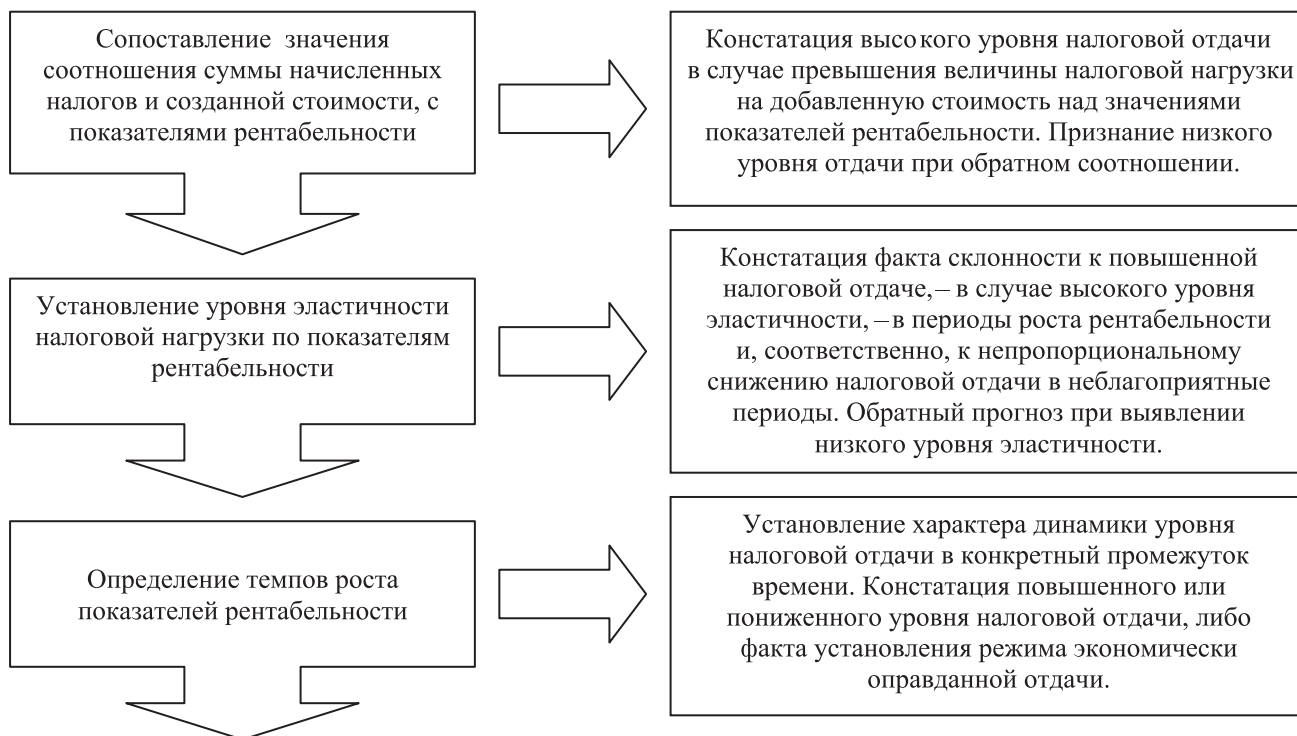 Сопоставление значения
соотношения суммы начисленных
налогов и созданной стоимости, с
показателями рентабельности
Констатация высокого уровня налоговой отдачи
в случае превышения величины налоговой нагрузки
на добавленную стоимость над значениями
показателей рентабельности. Признание низкого
уровня отдачи при обратном соотношении.
Установление уровня эластичности
налоговой нагрузки по показателям
рентабельности
Констатация факта склонности к повышенной
налоговой отдаче,– в случае высокого уровня
эластичности, –в периоды роста рентабельности
и, соответственно, к непропорциональному
снижению налоговой отдачи в неблагоприятные
периоды. Обратный прогноз при выявлении
низкого уровня эластичности.
Определение темпов роста
показателей рентабельности
Установление характера динамики уровня
налоговой отдачи в конкретный промежуток
времени. Констатация повышенного или
пониженного уровня налоговой отдачи, либо
факта установления режима экономически
оправданной отдачи.